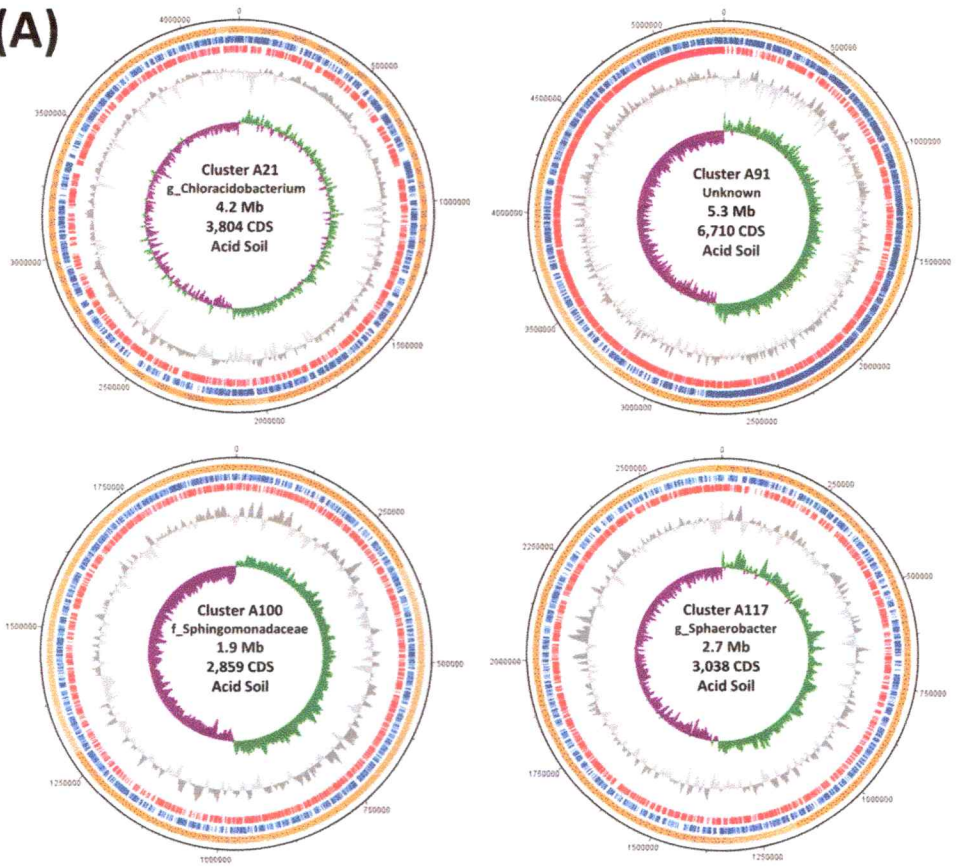 (A)
0
500000
1000000
1500000
2000000
2500000
3000000
3500000
4000000
Cluster A21
g_Chloracidobacterium
4.2 Mb
3,804 CDS
Acid Soil
0
500000
1000000
1500000
2000000
2500000
3000000
3500000
4000000
4500000
5000000
Cluster A91
Unknown
5.3 Mb
6,710 CDS
Acid Soil
0
250000
500000
750000
1000000
1250000
1500000
1750000
Cluster A100
f_Sphingomonadaceae
1.9 Mb
2,859 CDS
Acid Soil
0
250000
500000
750000
1000000
1250000
1500000
1750000
2000000
2250000
2500000
Cluster A117
g_Sphaerobacter
2.7 Mb
3,038 CDS
Acid Soil